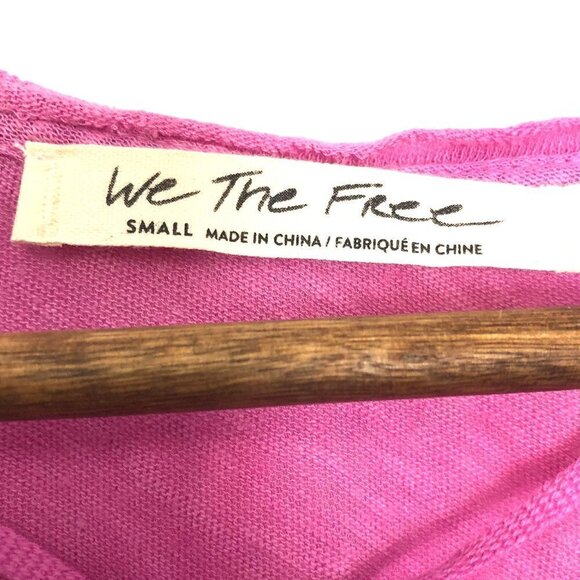 We The Free
SMALL MADE IN CHINA / FABRIQUÉ EN CHINE